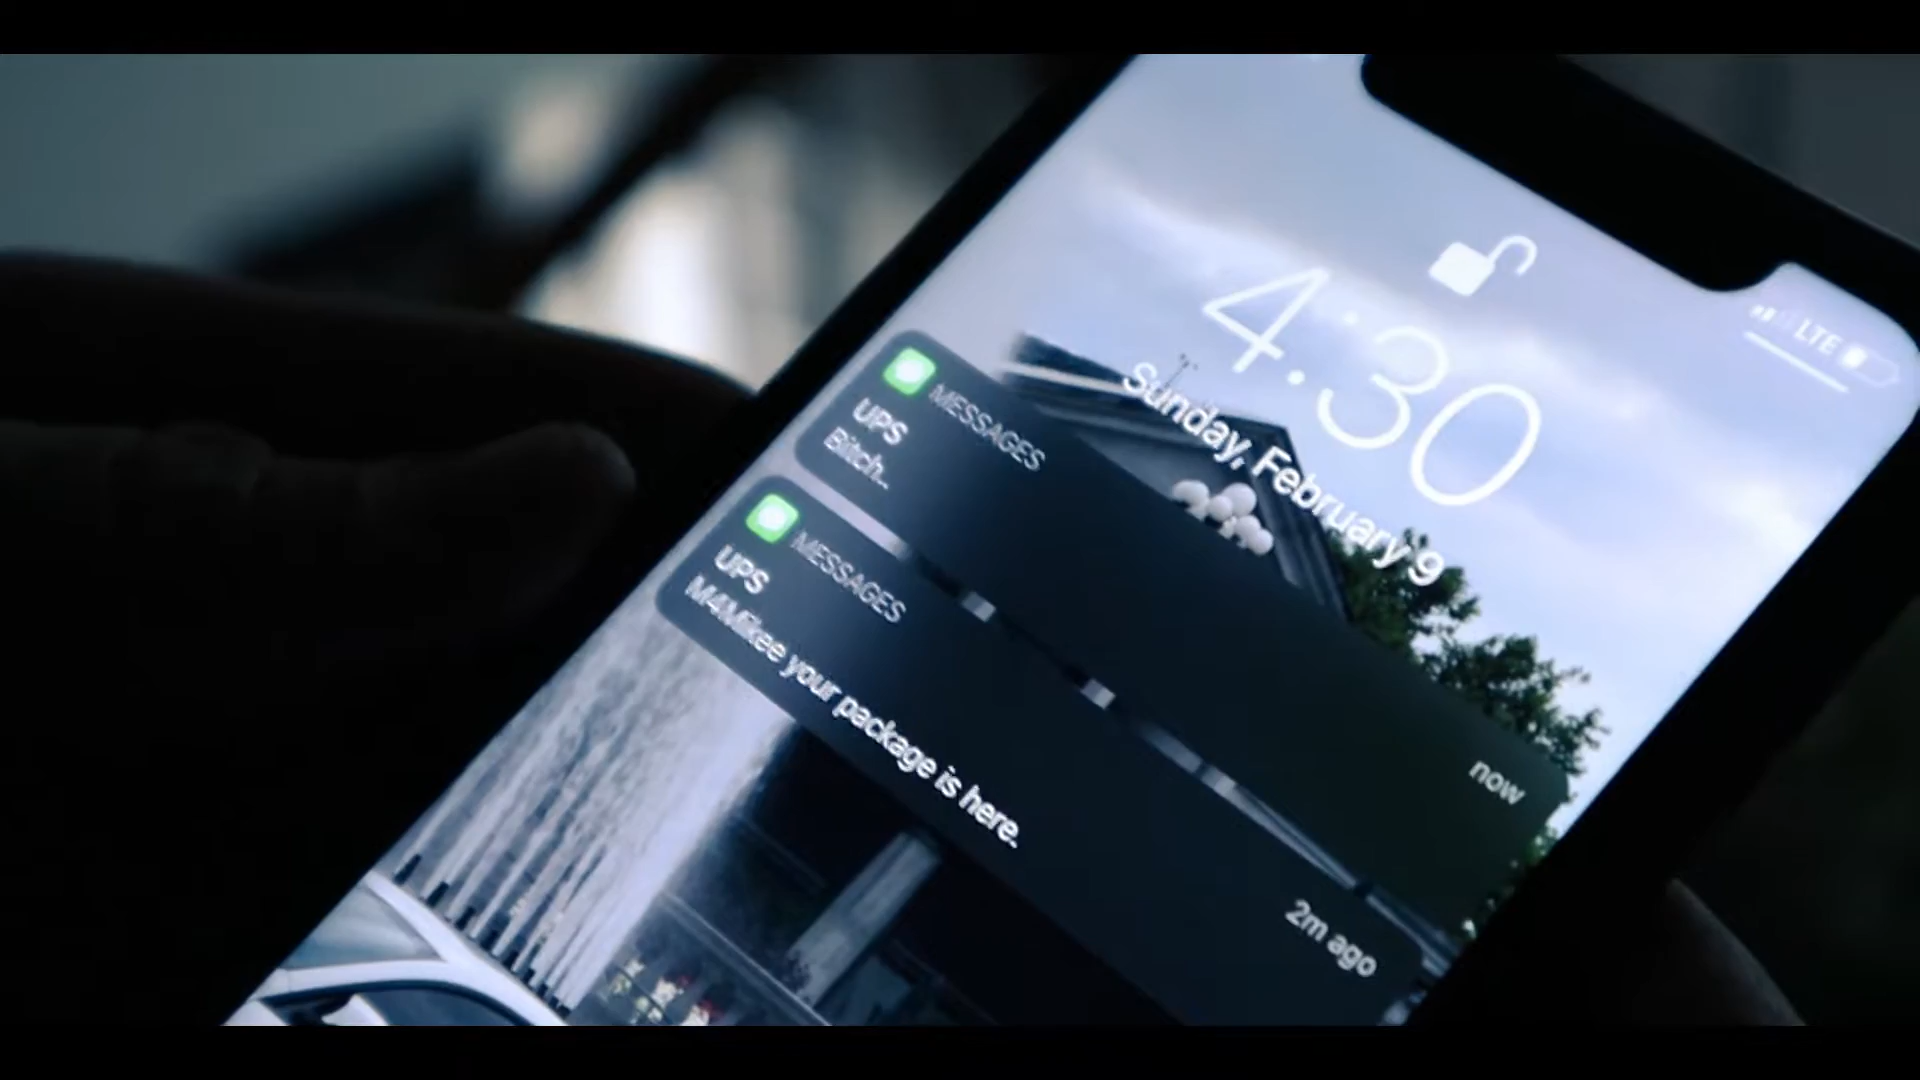 LTE
4:30
Sunday, February 9
MESSAGES
now
UPS
Bitch..
MESSAGES
2m ago
UPS
M4Mikee your package is here.